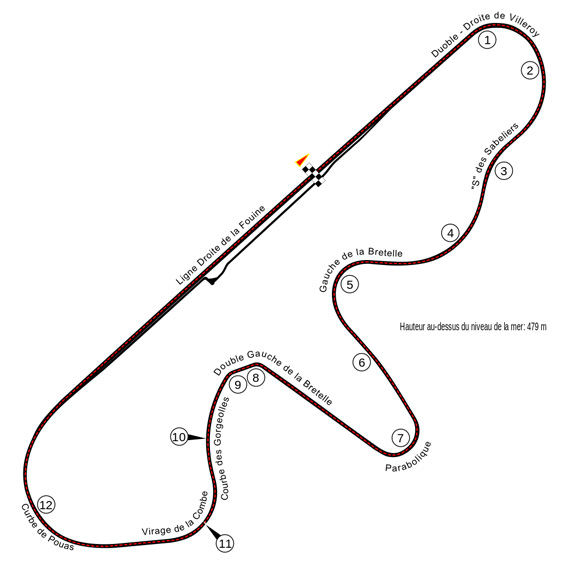 Duoble - Droite de Villeroy
1
2
"S" des Sabeliers
3
4
Ligne Droite de la Fouine
Gauche de la Bretelle
5
Hauteur au-dessus du niveau de la mer: 479 m
6
Double Gauche de la Bretelle
9
8
7
Parabolique
10
Courbe des Gorgeolles
12
Curbe de Pouas
Virage de la Combe
11